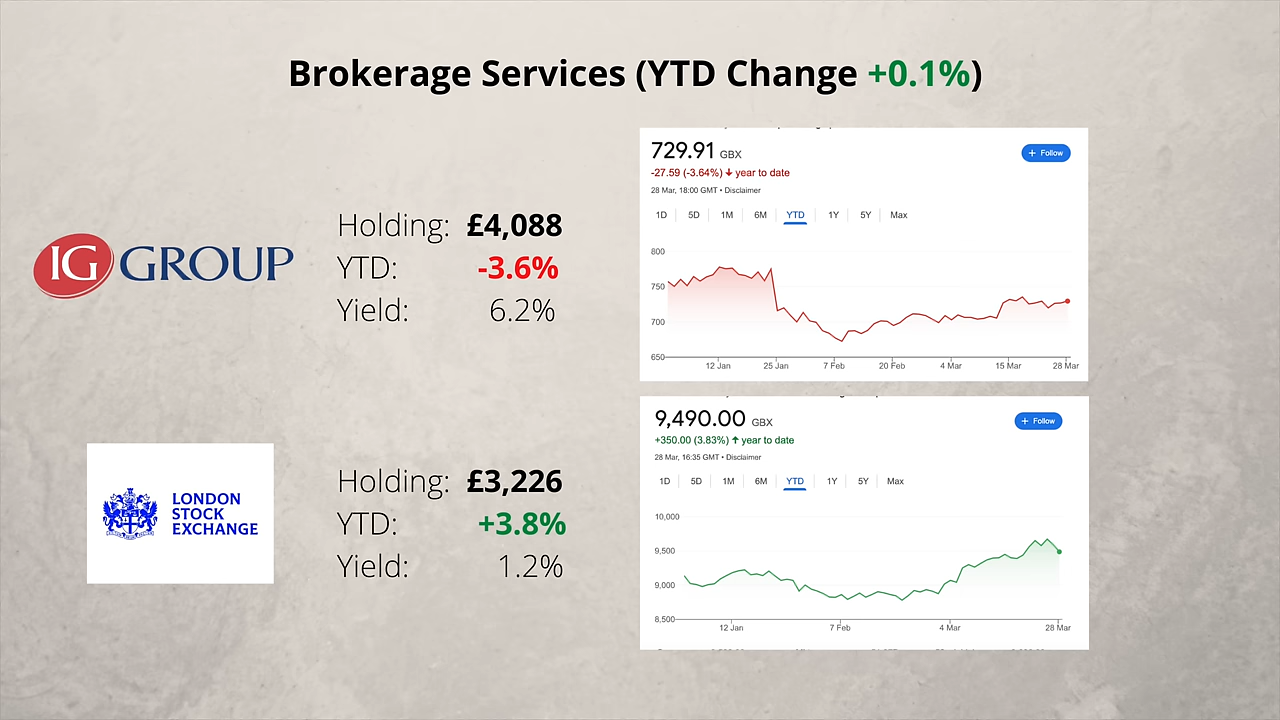 Brokerage Services (YTD Change +0.1%)
IG GROUP
Holding: £4,088
YTD: -3.6%
Yield: 6.2%
729.91 GBX
+ Follow
-27.59 (-3.64%) ↓ year to date
28 Mar, 18:00 GMT • Disclaimer
1D 5D 1M 6M YTD 1Y 5Y Max
800
750
700
650
12 Jan 25 Jan 7 Feb 20 Feb 4 Mar 15 Mar 28 Mar
LONDON
STOCK
EXCHANGE
Holding: £3,226
YTD: +3.8%
Yield: 1.2%
9,490.00 GBX
+ Follow
+350.00 (3.83%) ↑ year to date
28 Mar, 16:35 GMT • Disclaimer
1D 5D 1M 6M YTD 1Y 5Y Max
10,000
9,500
9,000
8,500
12 Jan 7 Feb 4 Mar 28 Mar